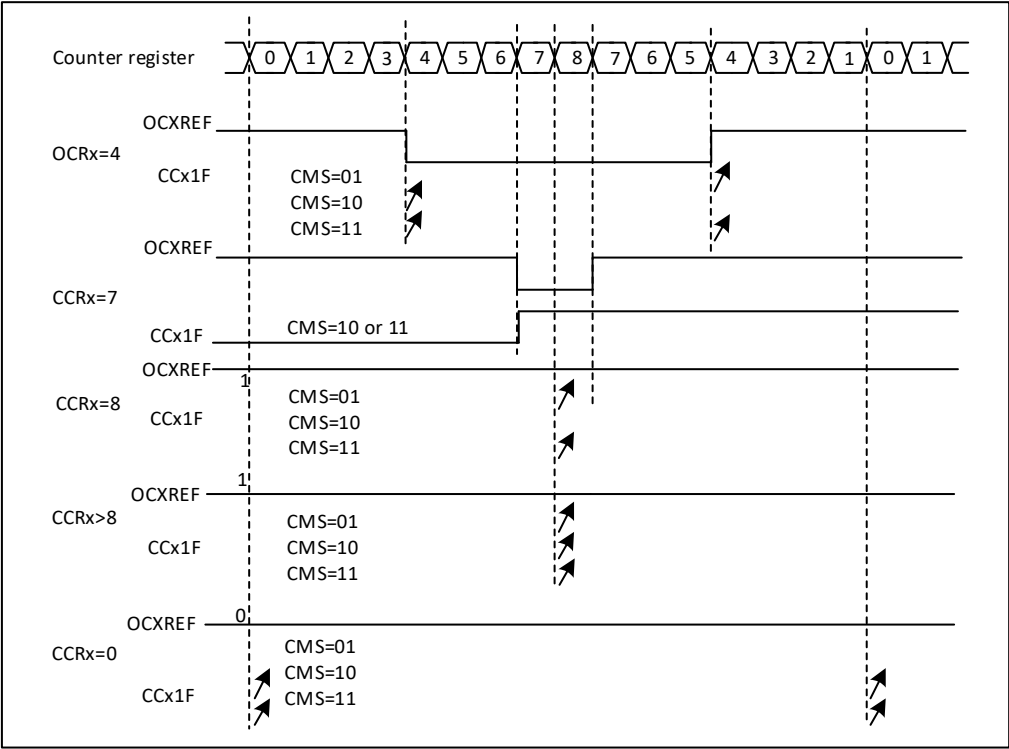 Counter register 0 1 2 3 4 5 6 7 8 7 6 5 4 3 2 1 0 1
OCXREF
OCRx=4
CCx1F CMS=01
CMS=10
CMS=11
OCXREF
CCRx=7
CCx1F CMS=10 or 11
OCXREF
1
CCRx=8 CMS=01
CCx1F CMS=10
CMS=11
1
OCXREF
CCRx>8 CMS=01
CCx1F CMS=10
CMS=11
0
OCXREF
CCRx=0 CMS=01
CMS=10
CCx1F CMS=11